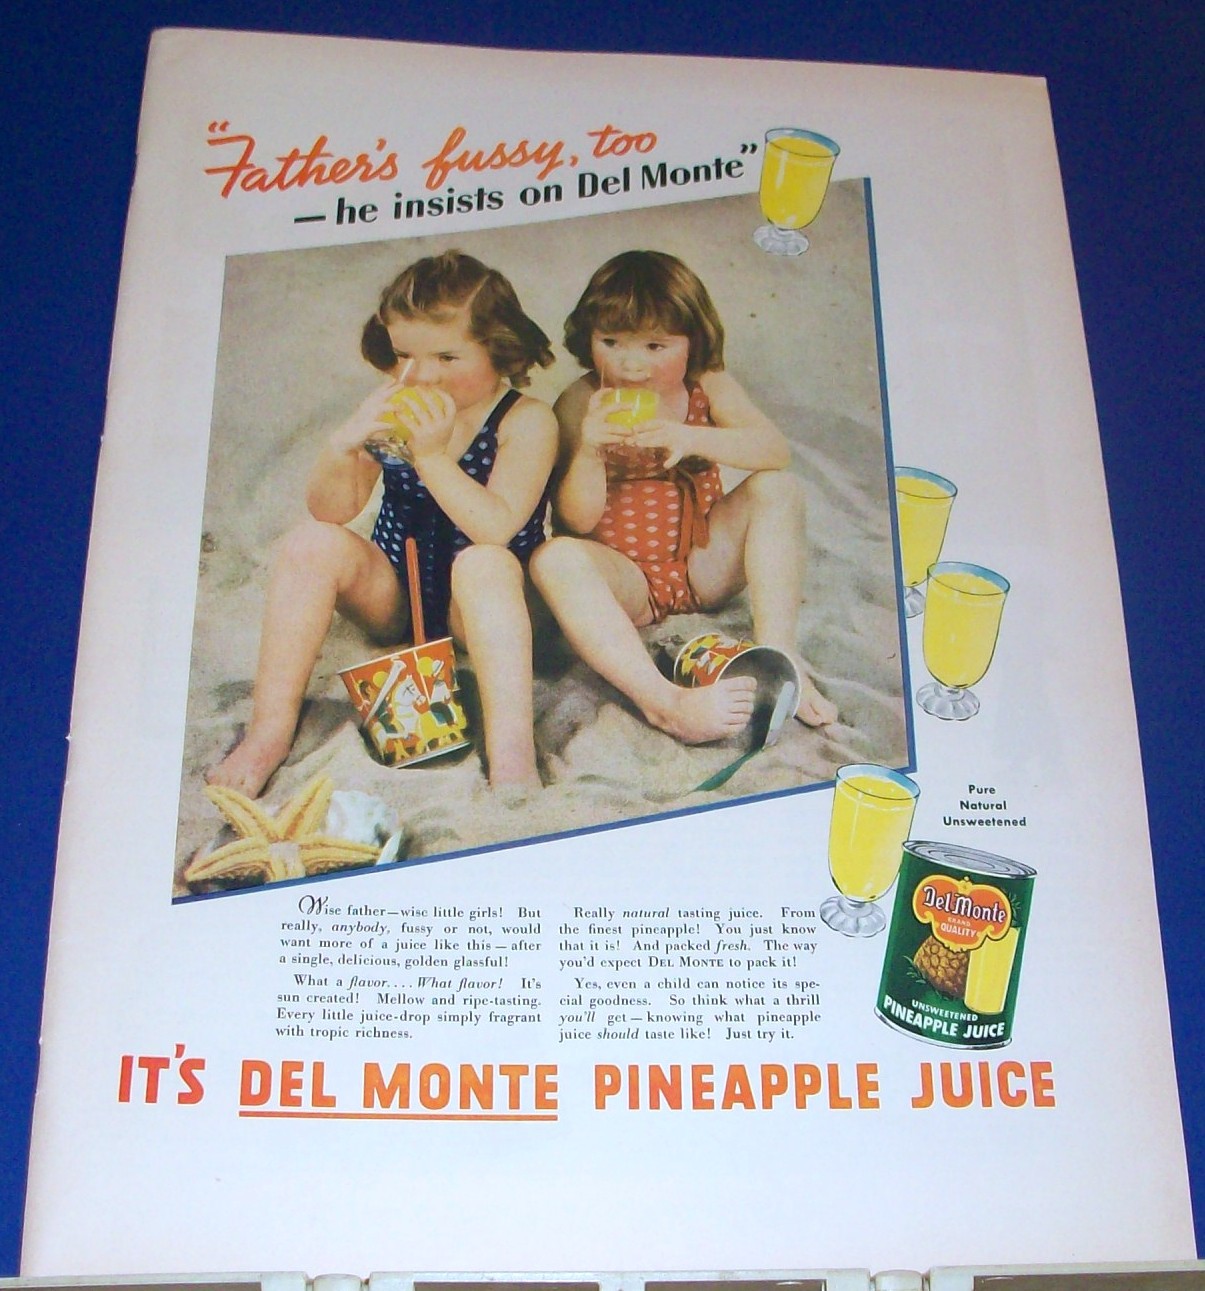 "Father's fussy, too
— he insists on Del Monte"
Pure
Natural
Unsweetened
Del Monte
BRAND
QUALITY
UNSWEETENED
PINEAPPLE JUICE
Wise father—wise little girls! But
really, anybody, fussy or not, would
want more of a juice like this — after
a single, delicious, golden glassful!
What a flavor.... What flavor! It's
sun created! Mellow and ripe-tasting.
Every little juice-drop simply fragrant
with tropic richness.
Really natural tasting juice. From
the finest pineapple! You just know
that it is! And packed fresh. The way
you'd expect DEL MONTE to pack it!
Yes, even a child can notice its spe-
cial goodness. So think what a thrill
you'll get — knowing what pineapple
juice should taste like! Just try it.
IT'S DEL MONTE PINEAPPLE JUICE